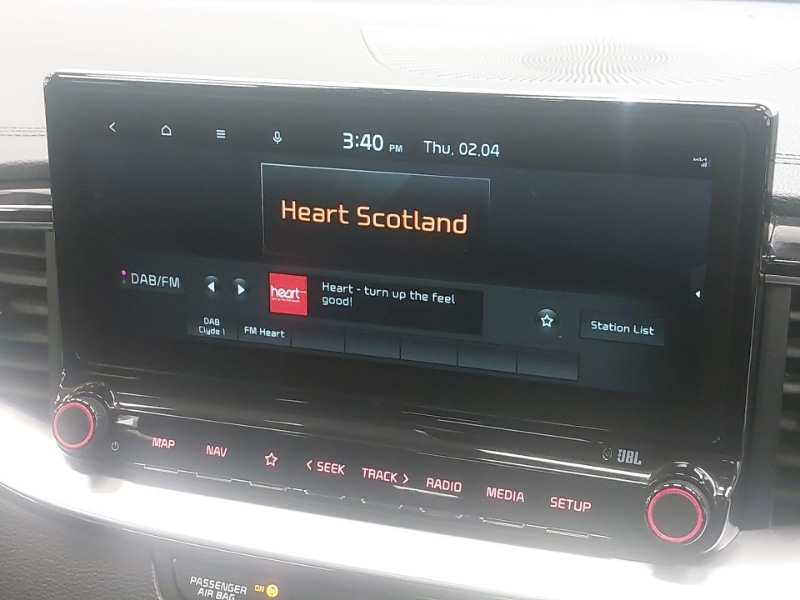 3:40 PM Thu, 02.04
Heart Scotland
DAB/FM
heart
Heart - turn up the feel
good!
DAB
Clyde 1
FM Heart
Station List
JBL
MAP NAV < SEEK TRACK > RADIO MEDIA SETUP
PASSENGER
AIR BAG
ON